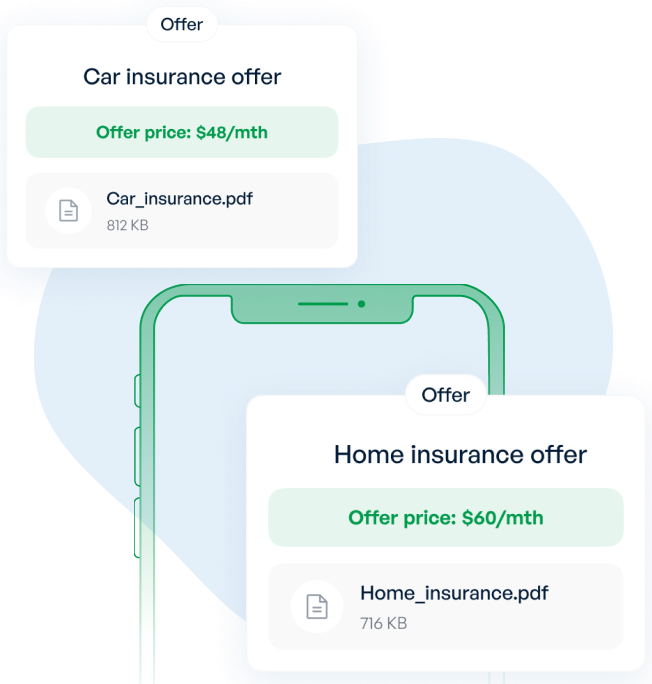 Offer
Car insurance offer
Offer price: $48/mth
Car_insurance.pdf
812 KB
Offer
Home insurance offer
Offer price: $60/mth
Home_insurance.pdf
716 KB